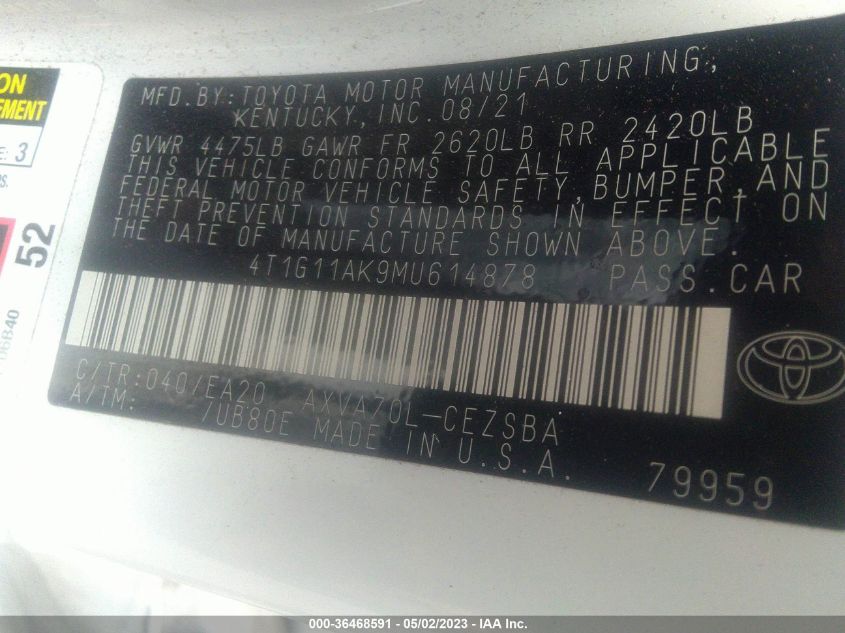 ON
EMENT
E: 3
RS.
52
06B40
MFD.BY:TOYOTA MOTOR MANUFACTURING,
KENTUCKY,INC.08/21
GVWR 4475LB GAWR FR 2620LB RR 2420LB
THIS VEHICLE CONFORMS TO ALL APPLICABLE
FEDERAL MOTOR VEHICLE SAFETY,BUMPER,AND
THEFT PREVENTION STANDARDS IN EFFECT ON
THE DATE OF MANUFACTURE SHOWN ABOVE.
4T1G11AK9MU614878 PASS.CAR
C/TR:040/EA20 AXVA70L-CEZSBA
A/TM: /UB80E MADE IN U.S.A.
79959
000-36468591 - 05/02/2023 - IAA Inc.